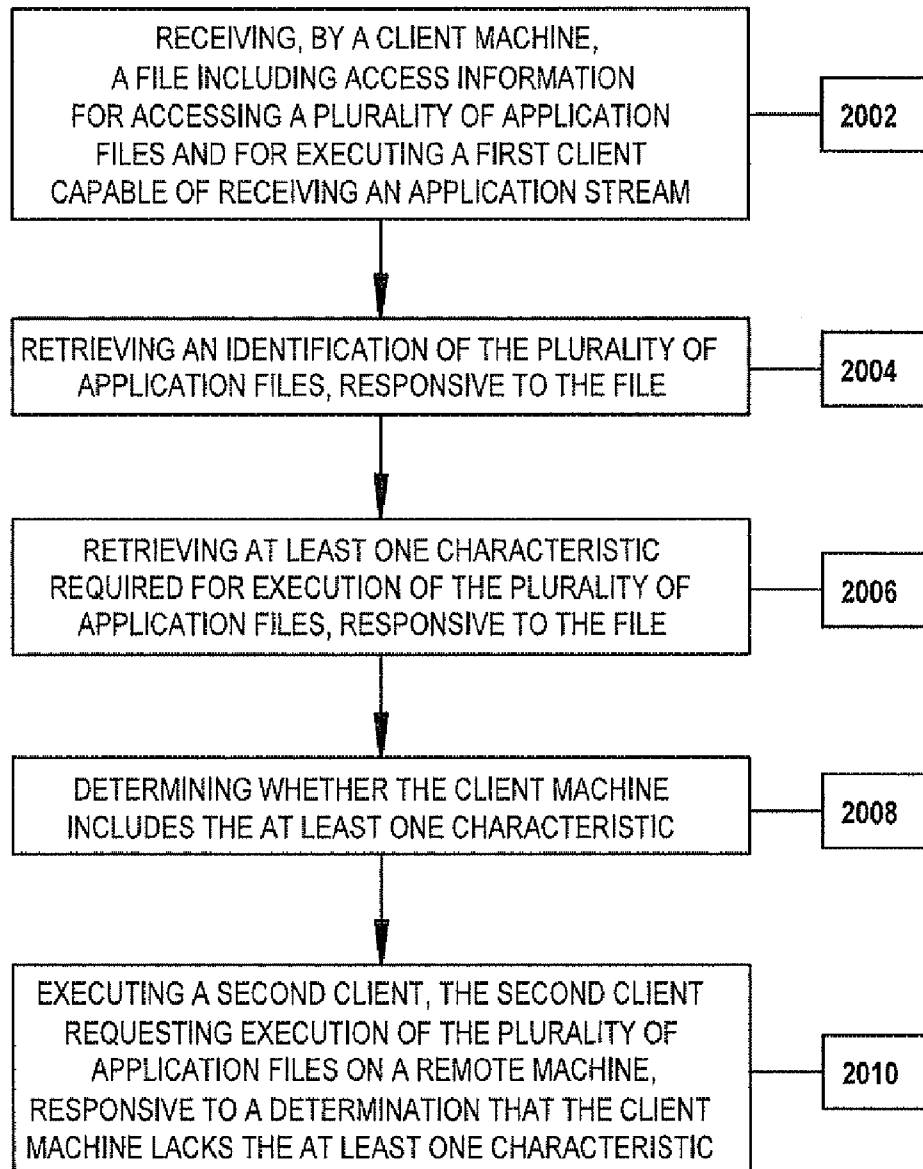 RECEIVING, BY A CLIENT MACHINE,
A FILE INCLUDING ACCESS INFORMATION
FOR ACCESSING A PLURALITY OF APPLICATION
FILES AND FOR EXECUTING A FIRST CLIENT
CAPABLE OF RECEIVING AN APPLICATION STREAM
2002
RETRIEVING AN IDENTIFICATION OF THE PLURALITY OF
APPLICATION FILES, RESPONSIVE TO THE FILE
2004
RETRIEVING AT LEAST ONE CHARACTERISTIC
REQUIRED FOR EXECUTION OF THE PLURALITY OF
APPLICATION FILES, RESPONSIVE TO THE FILE
2006
DETERMINING WHETHER THE CLIENT MACHINE
INCLUDES THE AT LEAST ONE CHARACTERISTIC
2008
EXECUTING A SECOND CLIENT, THE SECOND CLIENT
REQUESTING EXECUTION OF THE PLURALITY OF
APPLICATION FILES ON A REMOTE MACHINE,
RESPONSIVE TO A DETERMINATION THAT THE CLIENT
MACHINE LACKS THE AT LEAST ONE CHARACTERISTIC
2010